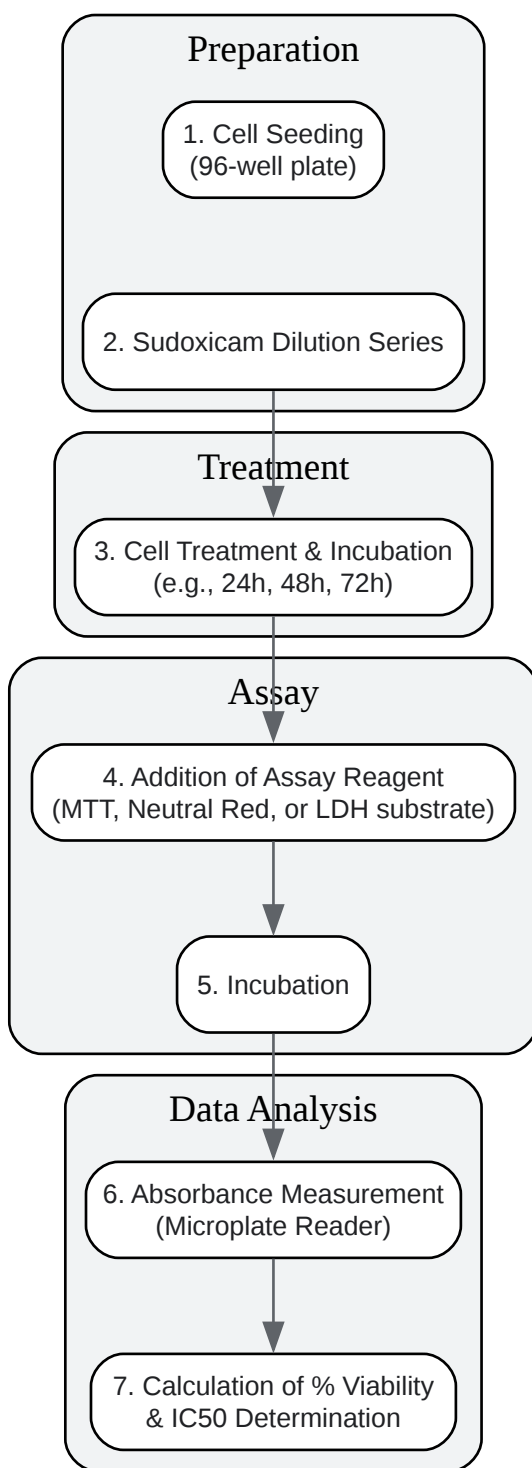 Preparation
1. Cell Seeding
(96-well plate)
2. Sudoxicam Dilution Series
Treatment
3. Cell Treatment & Incubation
(e.g., 24h, 48h, 72h)
Assay
4. Addition of Assay Reagent
(MTT, Neutral Red, or LDH substrate)
5. Incubation
Data Analysis
6. Absorbance Measurement
(Microplate Reader)
7. Calculation of % Viability
& IC50 Determination